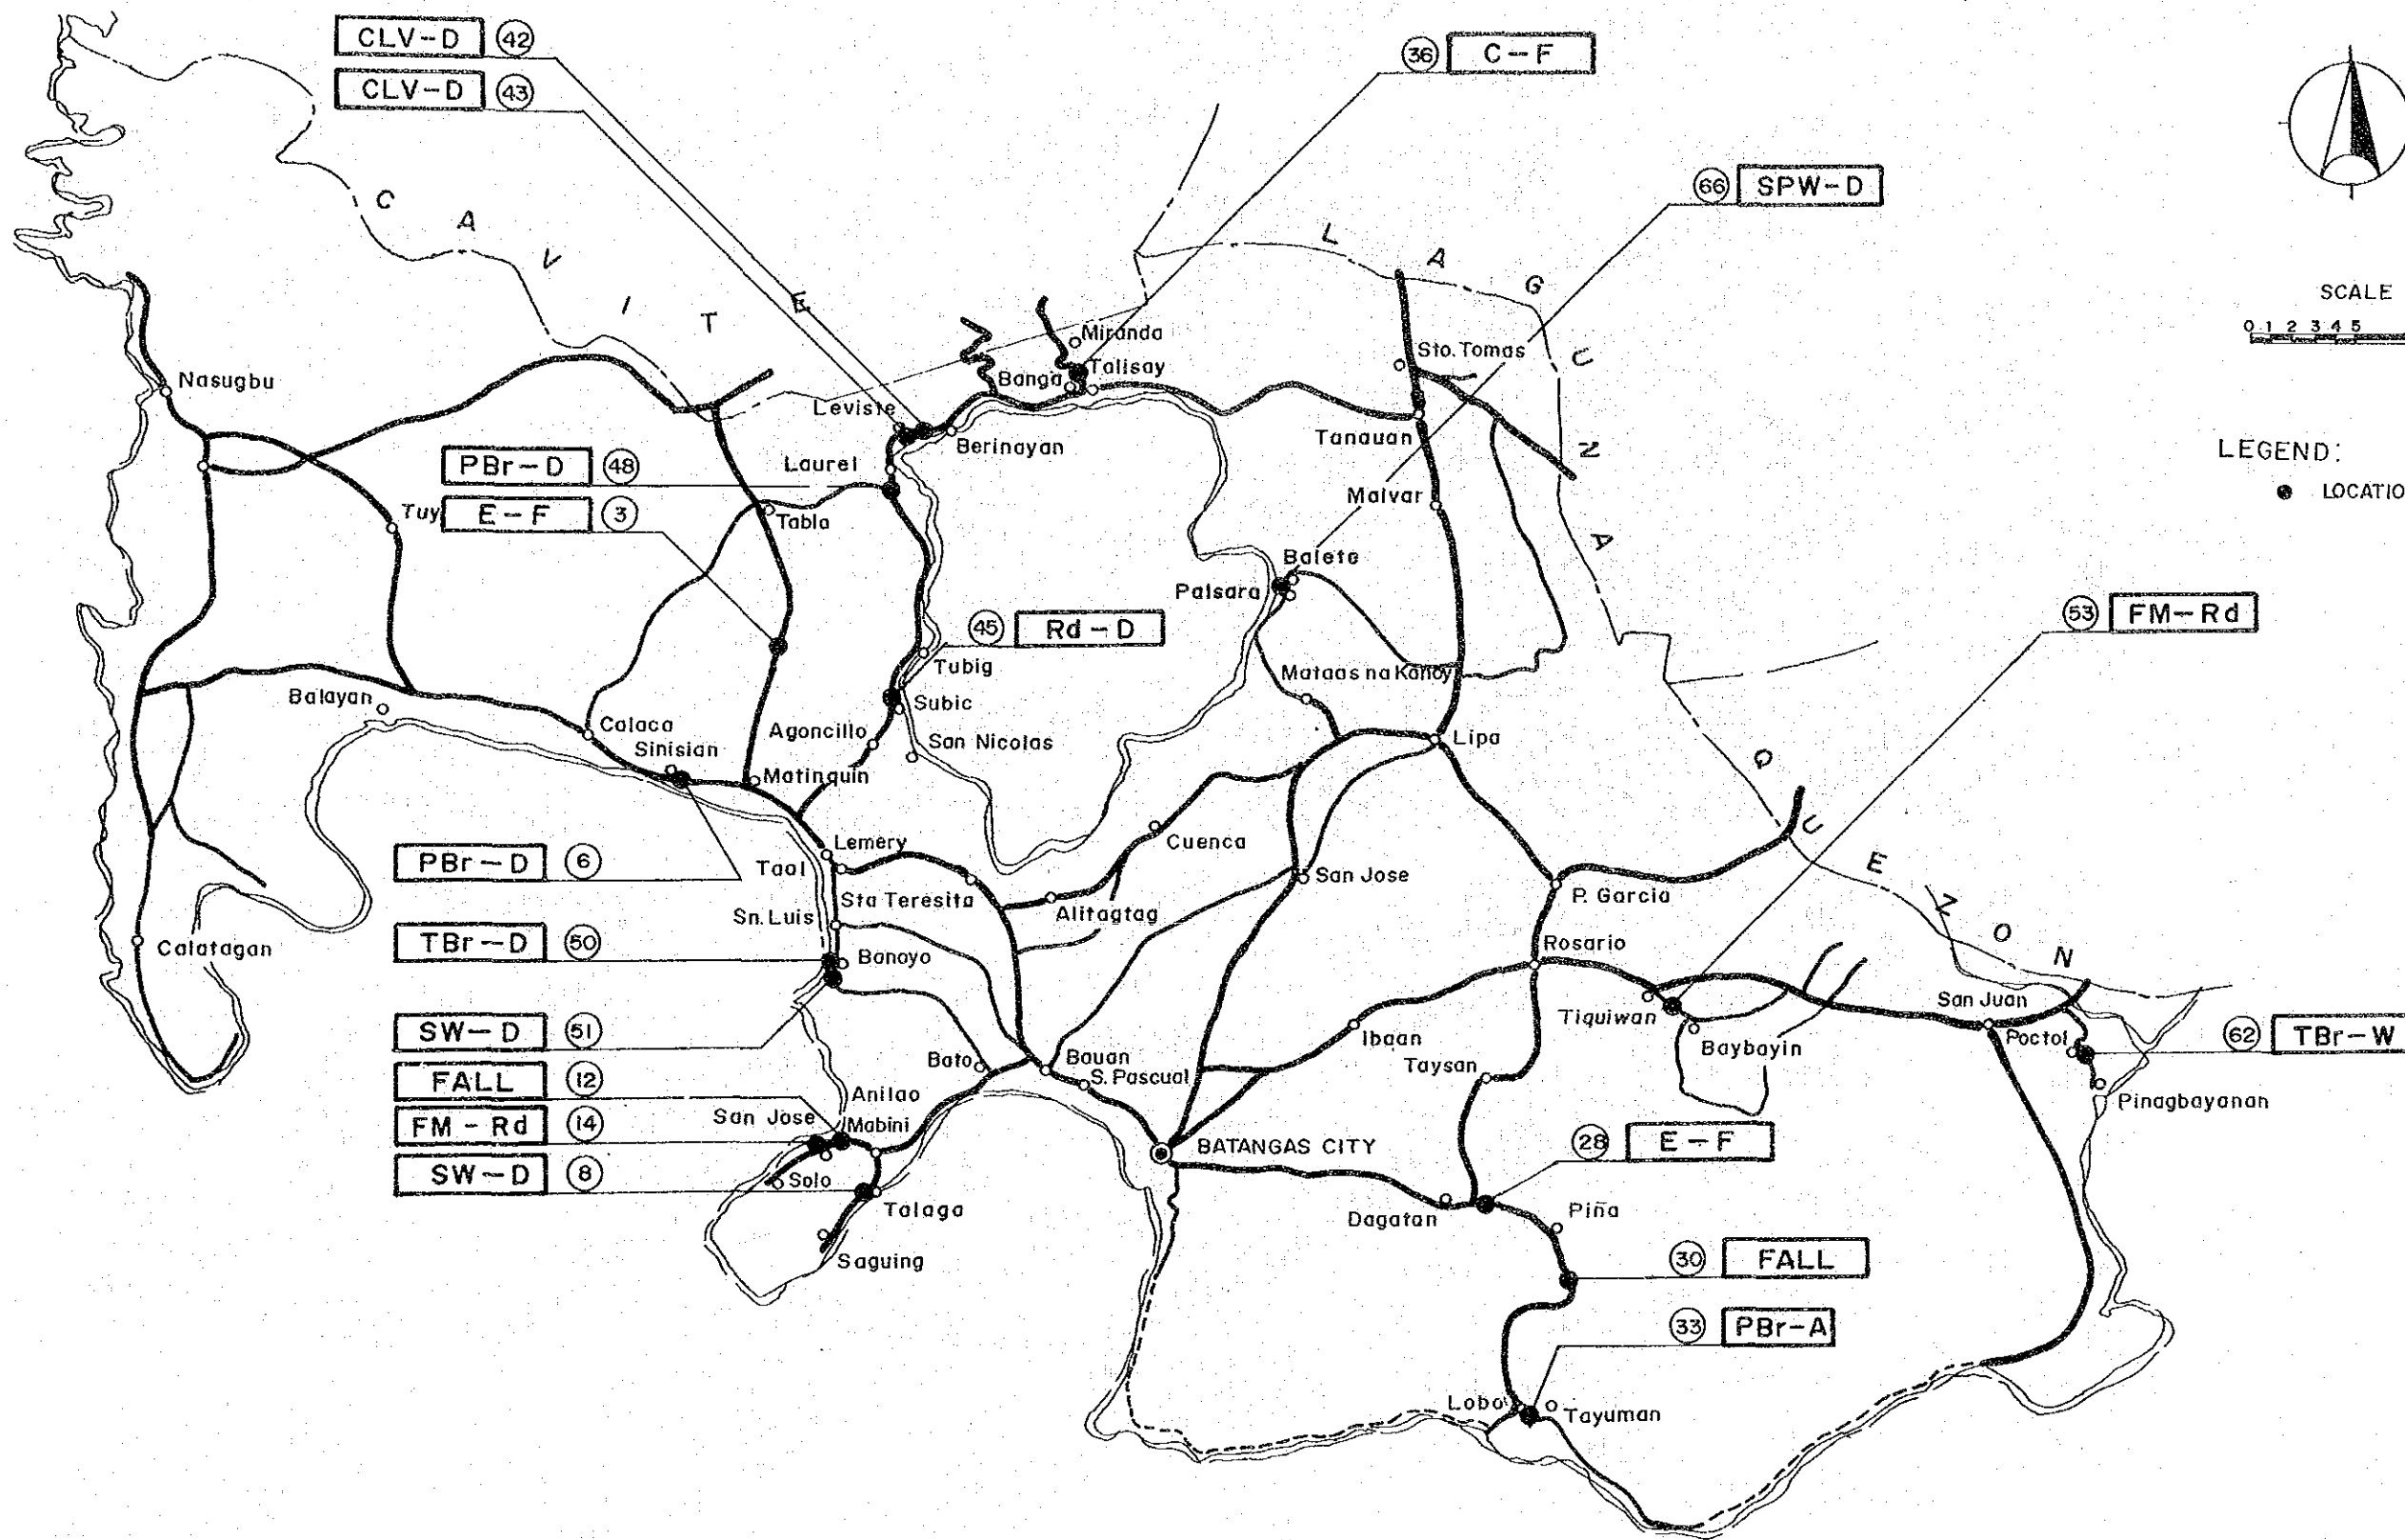 CLV-D 42
CLV-D 43
36 C-F
66 SPW-D
CAVITE
LAGUNA
SCALE
0 1 2 3 4 5
LEGEND:
Miranda
Talisay
Banga
Sto. Tomas
Nasugbu
Leviste
Berinayan
Tanauan
PBr-D 48
Laurel
Malvar
Tuy
E-F 3
Tabla
Balete
Palsara
45 Rd-D
53 FM-Rd
Tubig
Mataas na Kahoy
Balayan
Subic
Calaca
Agoncillo
Sinisian
San Nicolas
Lipa
Matinquin
QUEZON
PBr-D 6
Lemery
Cuenca
Taal
San Jose
Sta Teresita
P. Garcia
Alitagtag
Sn. Luis
TBr-D 50
Calatagan
Banoyo
Rosario
SW-D 51
San Juan
Tiquiwan
Ibaan
Baybayin
Poctol
62 TBr-W
Bato
Bauan
S. Pascual
Taysan
FALL 12
Anilao
Pinagbayanan
FM-Rd 14
San Jose
Mabini
BATANGAS CITY
28 E-F
SW-D 8
Solo
Talaga
Dagatan
Piña
Saguing
30 FALL
33 PBr-A
Lobo
Tayuman